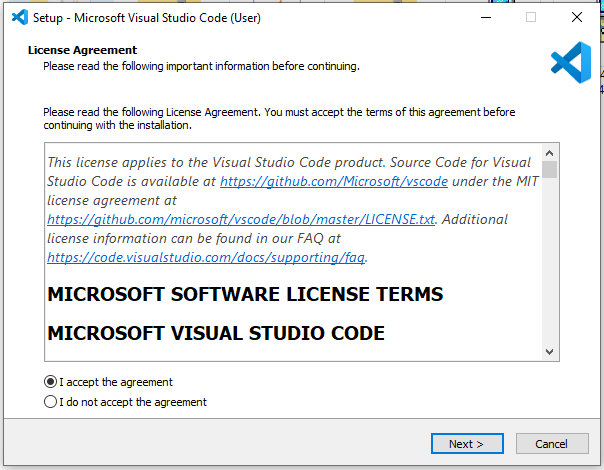 Setup - Microsoft Visual Studio Code (User)
License Agreement
Please read the following important information before continuing.
Please read the following License Agreement. You must accept the terms of this agreement before
continuing with the installation.
This license applies to the Visual Studio Code product. Source Code for Visual
Studio Code is available at https://github.com/Microsoft/vscode under the MIT
license agreement at
https://github.com/microsoft/vscode/blob/master/LICENSE.txt. Additional
license information can be found in our FAQ at
https://code.visualstudio.com/docs/supporting/faq.
MICROSOFT SOFTWARE LICENSE TERMS
MICROSOFT VISUAL STUDIO CODE
I accept the agreement
I do not accept the agreement
Next >
Cancel